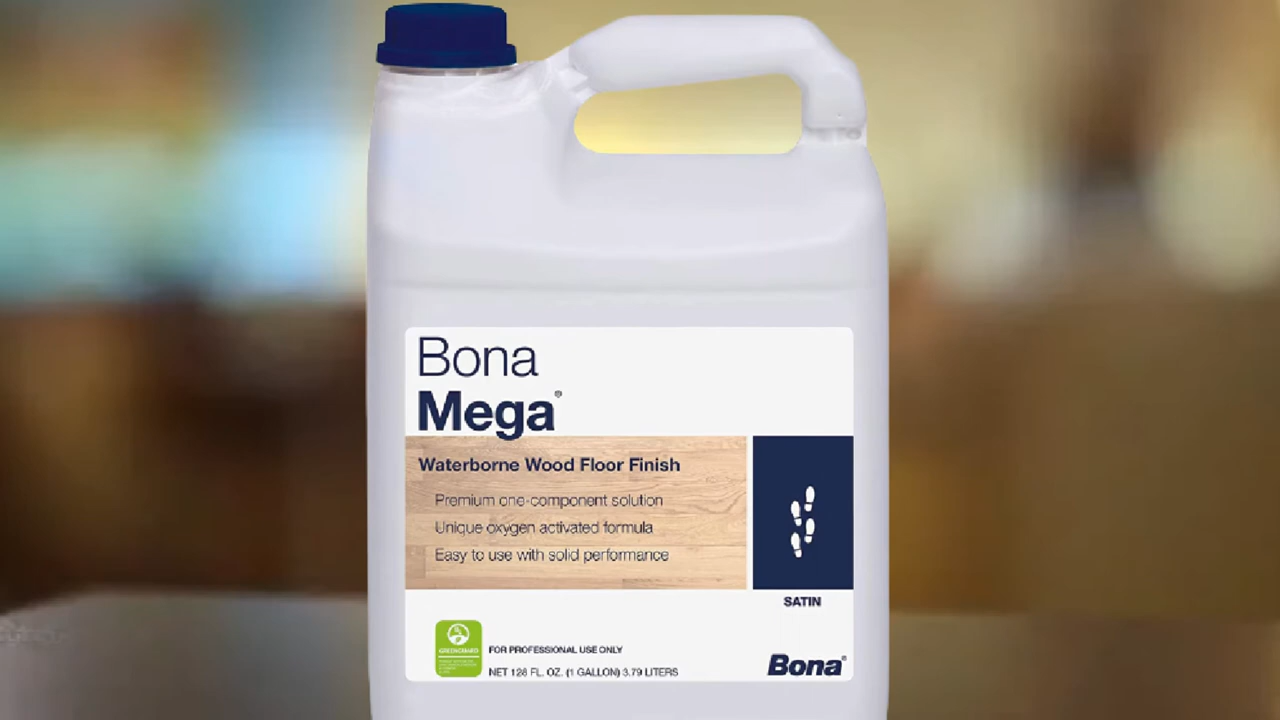 Bona
Mega®
Waterborne Wood Floor Finish
Premium one-component solution
Unique oxygen activated formula
Easy to use with solid performance
SATIN
GREENGUARD
FOR PROFESSIONAL USE ONLY
NET 128 FL. OZ. (1 GALLON) 3.79 LITERS
Bona®